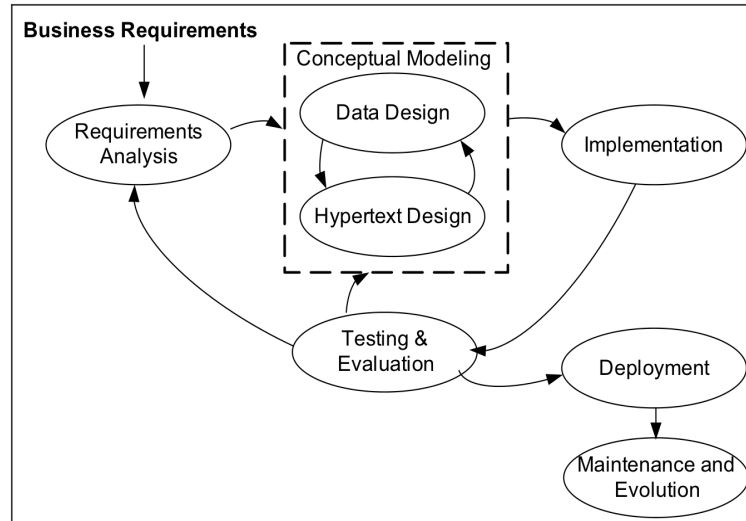 Business Requirements
Conceptual Modeling
Requirements
Analysis
Data Design
Hypertext Design
Implementation
Testing &
Evaluation
Deployment
Maintenance and
Evolution